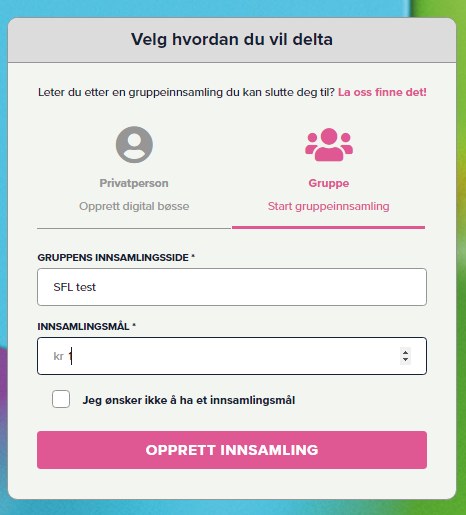 Velg hvordan du vil delta
Leter du etter en gruppeinnsamling du kan slutte deg til? La oss finne det!
Privatperson
Opprett digital bøsse
Gruppe
Start gruppeinnsamling
GRUPPENS INNSAMLINGSSIDE *
SFL test
INNSAMLINGSMÅL *
kr 1
Jeg ønsker ikke å ha et innsamlingsmål
OPPRETT INNSAMLING